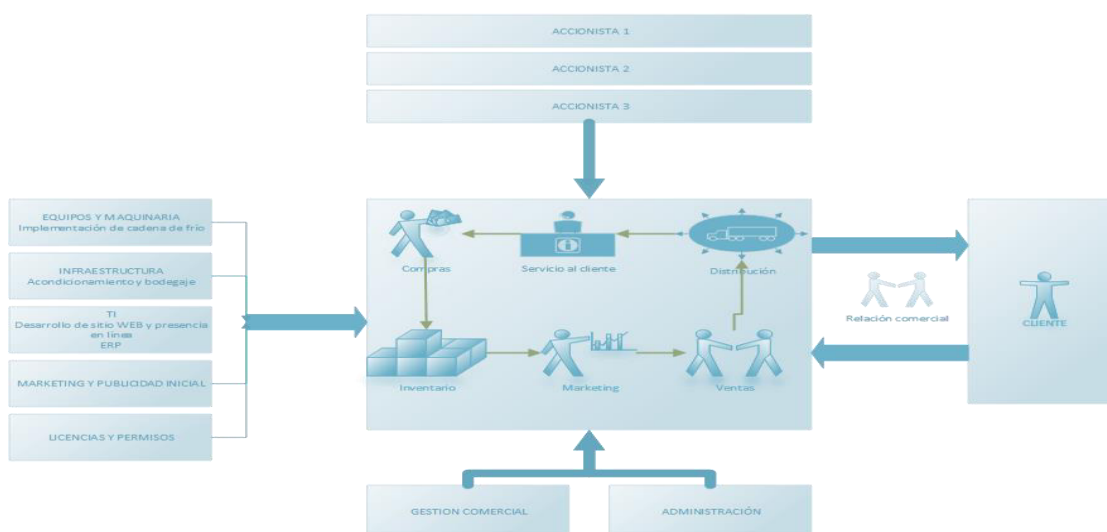 ACCIONISTA 1
ACCIONISTA 2
ACCIONISTA 3
EQUIPOS Y MAQUINARIA
Implementación de cadena de frío
INFRAESTRUCTURA
Acondicionamiento y bodegaje
TI
Desarrollo de sitio WEB y presencia
en línea
ERP
MARKETING Y PUBLICIDAD INICIAL
LICENCIAS Y PERMISOS
Compras
Servicio al cliente
Distribución
Inventario
Marketing
Ventas
Relación comercial
CLIENTE
GESTION COMERCIAL
ADMINISTRACIÓN